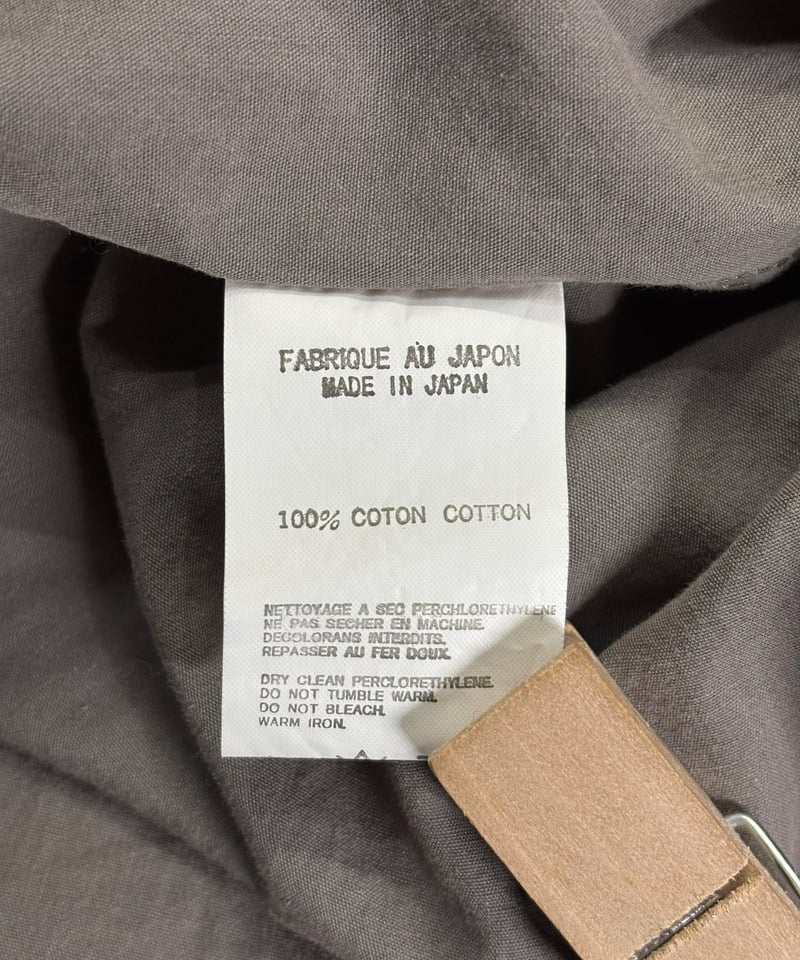 FABRIQUE AU JAPON
MADE IN JAPAN
100% COTON COTTON
NETTOYAGE A SEC PERCHLORETHYLENE
NE PAS SECHER EN MACHINE.
DECOLORANS INTERDITS.
REPASSER AU FER DOUX.
DRY CLEAN PERCLORETHYLENE.
DO NOT TUMBLE WARM.
DO NOT BLEACH.
WARM IRON.